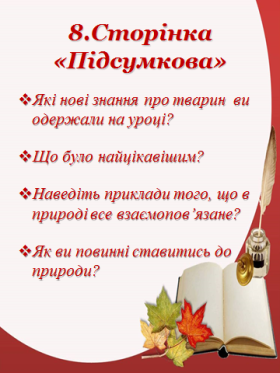 8.Сторінка
«Підсумкова»
❖Які нові знання про тварин ви
одержали на уроці?
❖Що було найцікавішим?
❖Наведіть приклади того, що в
природі все взаємопов’язане?
❖Як ви повинні ставитись до
природи?